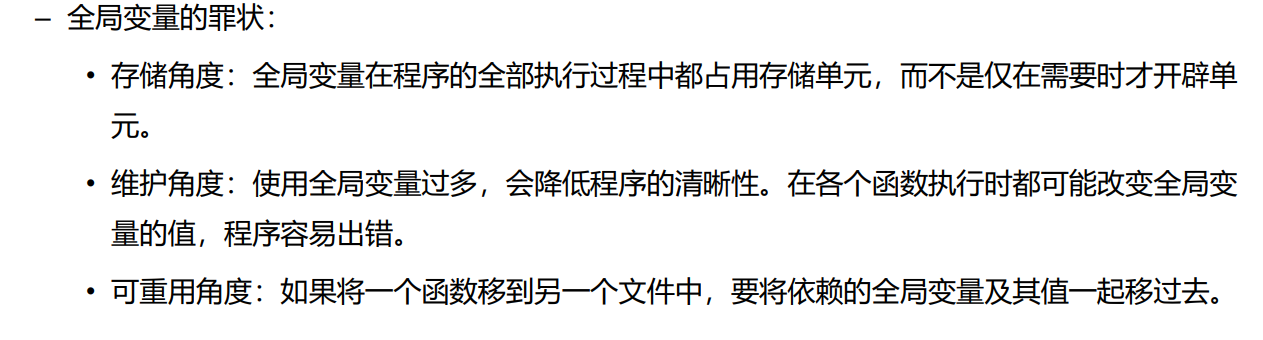 – 全局变量的罪状：
• 存储角度：全局变量在程序的全部执行过程中都占用存储单元，而不是仅在需要时才开辟单
元。
• 维护角度：使用全局变量过多，会降低程序的清晰性。在各个函数执行时都可能改变全局变
量的值，程序容易出错。
• 可重用角度：如果将一个函数移到另一个文件中，要将依赖的全局变量及其值一起移过去。